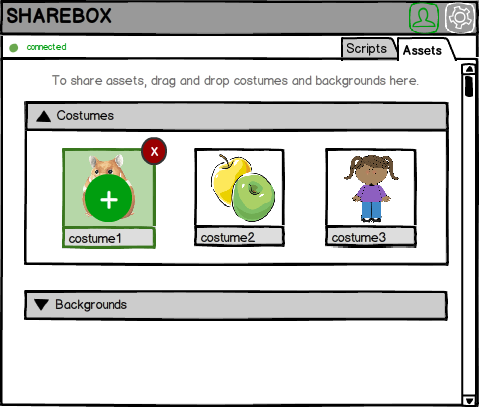 SHAREBOX
connected
Scripts
Assets
To share assets, drag and drop costumes and backgrounds here.
Costumes
X
+
costume1
costume2
costume3
Backgrounds